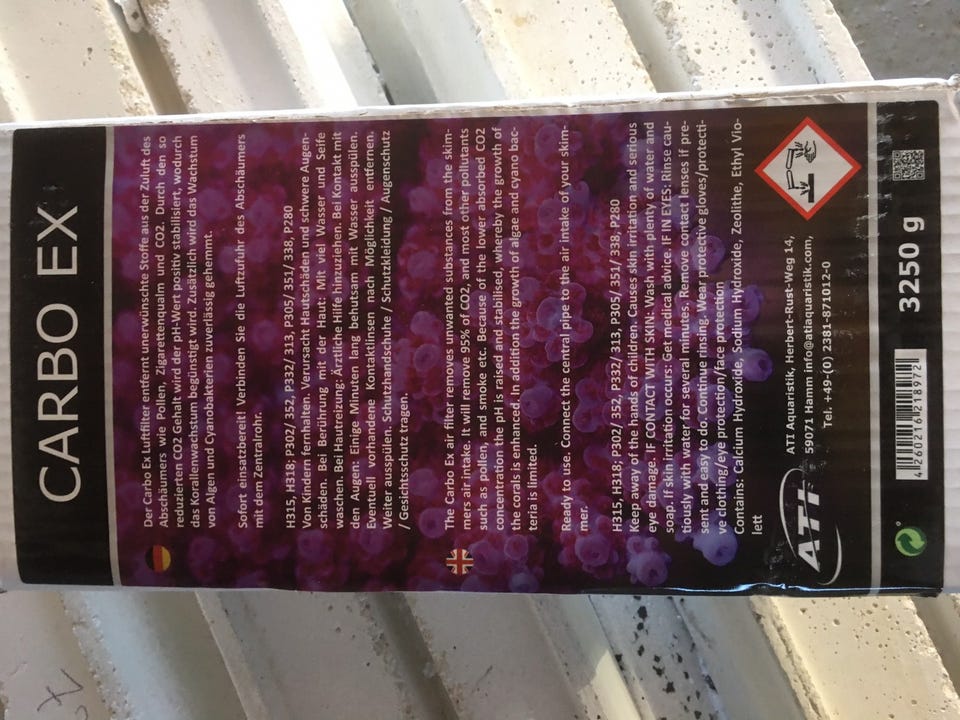 CARBO EX
Der Carbo Ex Luftfilter entfernt unerwünschte Stoffe aus der Zuluft des
Abschäumers wie Pollen, Zigarettenqualm und CO2. Durch den so
reduzierten CO2 Gehalt wird der pH-Wert positiv stabilisiert, wodurch
das Korallenwachstum begünstigt wird. Zusätzlich wird das Wachstum
von Algen und Cyanobakterien zuverlässig gehemmt.
Sofort einsatzbereit! Verbinden Sie die Luftzufuhr des Abschäumers
mit dem Zentralrohr.
H315, H318; P302/ 352, P332/ 313, P305/ 351/ 338, P280
Von Kindern fernhalten. Verursacht Hautschäden und schwere Augen-
schäden. Bei Berührung mit der Haut: Mit viel Wasser und Seife
waschen. Bei Hautreizung: Ärztliche Hilfe hinzuziehen. Bei Kontakt mit
den Augen: Einige Minuten lang behutsam mit Wasser ausspülen.
Eventuell vorhandene Kontaktlinsen nach Möglichkeit entfernen.
Weiter ausspülen. Schutzhandschuhe / Schutzkleidung / Augenschutz
/ Gesichtsschutz tragen.
The Carbo Ex air filter removes unwanted substances from the skim-
mers air intake. It will remove 95% of CO2, and most other pollutants
such as pollen, and smoke etc. Because of the lower absorbed CO2
concentration the pH is raised and stabilised, whereby the growth of
the corals is enhanced. In addition the growth of algae and cyano bac-
teria is limited.
Ready to use. Connect the central pipe to the air intake of your skim-
mer.
H315, H318; P302/ 352, P332/ 313, P305/ 351/ 338, P280
Keep away of the hands of children. Causes skin irritation and serious
eye damage. IF CONTACT WITH SKIN: Wash with plenty of water and
soap. If skin irritation occurs: Get medical advice. IF IN EYES: Rinse cau-
tiously with water for several minutes. Remove contact lenses if pre-
sent and easy to do. Continue rinsing. Wear protective gloves/protecti-
ve clothing/eye protection/face protection
Contains: Calcium Hydroxide, Sodium Hydroxide, Zeolithe, Ethyl Vio-
lett
ATI
ATI Aquaristik, Herbert-Rust-Weg 14,
59071 Hamm info@atiaquaristik.com,
Tel. +49-(0) 2381-871012-0
4 260216 218972
3250 g